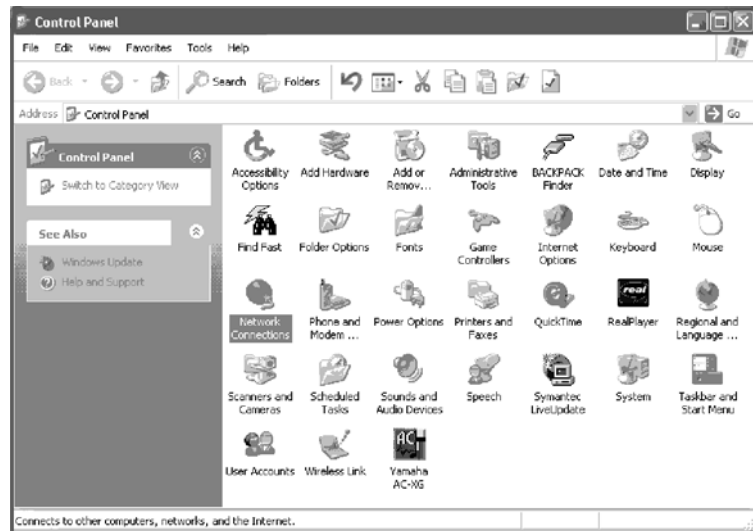 Control Panel
File Edit View Favorites Tools Help
Back Search Folders
Address Control Panel Go
Control Panel
Switch to Category View
See Also
Windows Update
Help and Support
Accessibility Options
Add Hardware
Add or Remov...
Administrative Tools
BACKPACK Finder
Date and Time
Display
Find Fast
Folder Options
Fonts
Game Controllers
Internet Options
Keyboard
Mouse
Network Connections
Phone and Modem ...
Power Options
Printers and Faxes
QuickTime
real
RealPlayer
Regional and Language ...
Scanners and Cameras
Scheduled Tasks
Sounds and Audio Devices
Speech
Symantec LiveUpdate
System
Taskbar and Start Menu
User Accounts
Wireless Link
AC
Yamaha AC-XG
Connects to other computers, networks, and the Internet.